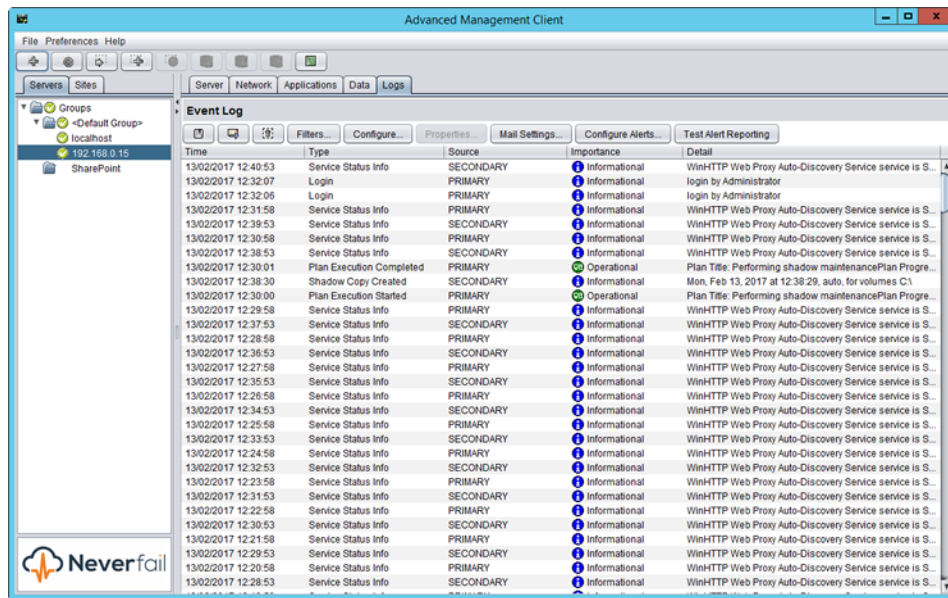 Advanced Management Client
File Preferences Help
Servers Sites
Server Network Applications Data Logs
Groups
<Default Group>
localhost
192.168.0.15
SharePoint
Event Log
Filters... Configure... Properties... Mail Settings... Configure Alerts... Test Alert Reporting
Time Type Source Importance Detail
13/02/2017 12:40:53 Service Status Info SECONDARY Informational WinHTTP Web Proxy Auto-Discovery Service service is S...
13/02/2017 12:32:07 Login PRIMARY Informational login by Administrator
13/02/2017 12:32:06 Login PRIMARY Informational login by Administrator
13/02/2017 12:31:58 Service Status Info PRIMARY Informational WinHTTP Web Proxy Auto-Discovery Service service is S...
13/02/2017 12:39:53 Service Status Info SECONDARY Informational WinHTTP Web Proxy Auto-Discovery Service service is S...
13/02/2017 12:30:58 Service Status Info PRIMARY Informational WinHTTP Web Proxy Auto-Discovery Service service is S...
13/02/2017 12:38:53 Service Status Info SECONDARY Informational WinHTTP Web Proxy Auto-Discovery Service service is S...
13/02/2017 12:30:01 Plan Execution Completed PRIMARY Operational Plan Title: Performing shadow maintenancePlan Progre...
13/02/2017 12:38:30 Shadow Copy Created SECONDARY Informational Mon, Feb 13, 2017 at 12:38:29, auto, for volumes C:\
13/02/2017 12:30:00 Plan Execution Started PRIMARY Operational Plan Title: Performing shadow maintenancePlan Progre...
13/02/2017 12:29:58 Service Status Info PRIMARY Informational WinHTTP Web Proxy Auto-Discovery Service service is S...
13/02/2017 12:37:53 Service Status Info SECONDARY Informational WinHTTP Web Proxy Auto-Discovery Service service is S...
13/02/2017 12:28:58 Service Status Info PRIMARY Informational WinHTTP Web Proxy Auto-Discovery Service service is S...
13/02/2017 12:36:53 Service Status Info SECONDARY Informational WinHTTP Web Proxy Auto-Discovery Service service is S...
13/02/2017 12:27:58 Service Status Info PRIMARY Informational WinHTTP Web Proxy Auto-Discovery Service service is S...
13/02/2017 12:35:53 Service Status Info SECONDARY Informational WinHTTP Web Proxy Auto-Discovery Service service is S...
13/02/2017 12:26:58 Service Status Info PRIMARY Informational WinHTTP Web Proxy Auto-Discovery Service service is S...
13/02/2017 12:34:53 Service Status Info SECONDARY Informational WinHTTP Web Proxy Auto-Discovery Service service is S...
13/02/2017 12:25:58 Service Status Info PRIMARY Informational WinHTTP Web Proxy Auto-Discovery Service service is S...
13/02/2017 12:33:53 Service Status Info SECONDARY Informational WinHTTP Web Proxy Auto-Discovery Service service is S...
13/02/2017 12:24:58 Service Status Info PRIMARY Informational WinHTTP Web Proxy Auto-Discovery Service service is S...
13/02/2017 12:32:53 Service Status Info SECONDARY Informational WinHTTP Web Proxy Auto-Discovery Service service is S...
13/02/2017 12:23:58 Service Status Info PRIMARY Informational WinHTTP Web Proxy Auto-Discovery Service service is S...
13/02/2017 12:31:53 Service Status Info SECONDARY Informational WinHTTP Web Proxy Auto-Discovery Service service is S...
13/02/2017 12:22:58 Service Status Info PRIMARY Informational WinHTTP Web Proxy Auto-Discovery Service service is S...
13/02/2017 12:30:53 Service Status Info SECONDARY Informational WinHTTP Web Proxy Auto-Discovery Service service is S...
13/02/2017 12:21:58 Service Status Info PRIMARY Informational WinHTTP Web Proxy Auto-Discovery Service service is S...
13/02/2017 12:29:53 Service Status Info SECONDARY Informational WinHTTP Web Proxy Auto-Discovery Service service is S...
13/02/2017 12:20:58 Service Status Info PRIMARY Informational WinHTTP Web Proxy Auto-Discovery Service service is S...
13/02/2017 12:28:53 Service Status Info SECONDARY Informational WinHTTP Web Proxy Auto-Discovery Service service is S...
Neverfail